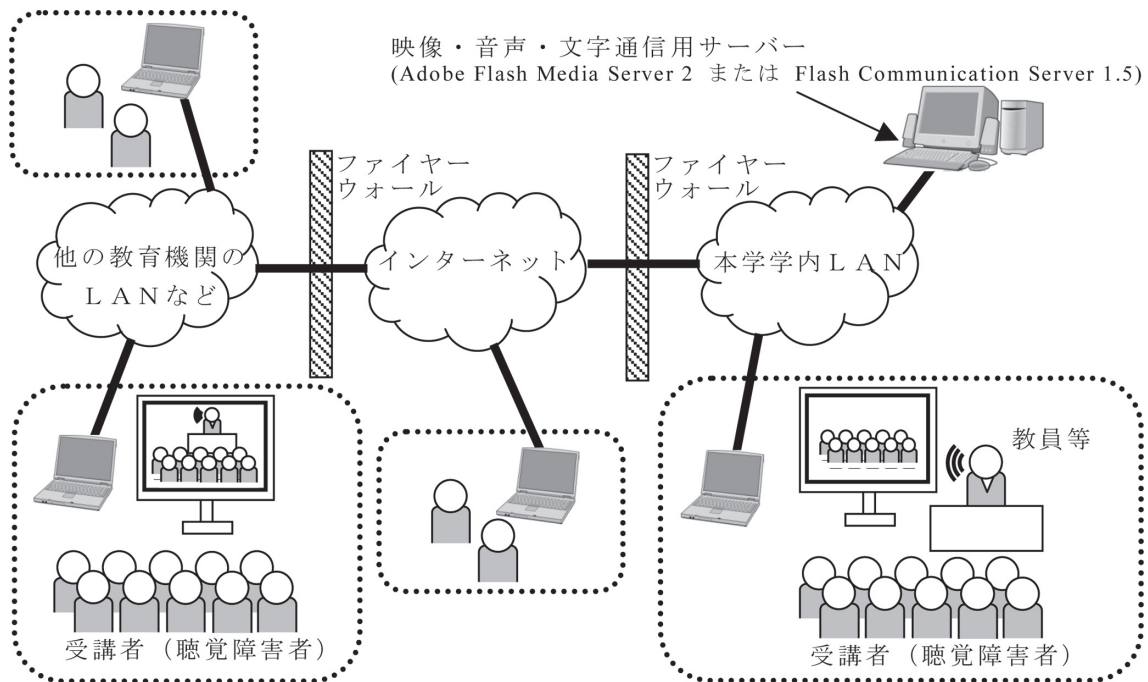 映像・音声・文字通信用サーバー
(Adobe Flash Media Server 2 または Flash Communication Server 1.5)
ファイヤー
ウォール
ファイヤー
ウォール
他の教育機関の
ＬＡＮなど
インターネット
本学学内ＬＡＮ
教員等
受講者（聴覚障害者）
受講者（聴覚障害者）